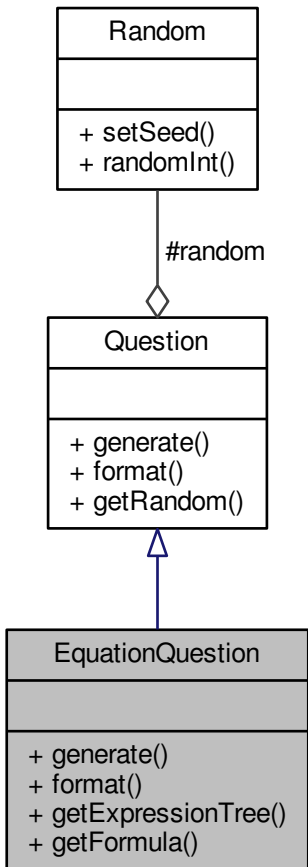 Random
+ setSeed()
+ randomInt()
#random
Question
+ generate()
+ format()
+ getRandom()
EquationQuestion
+ generate()
+ format()
+ getExpressionTree()
+ getFormula()